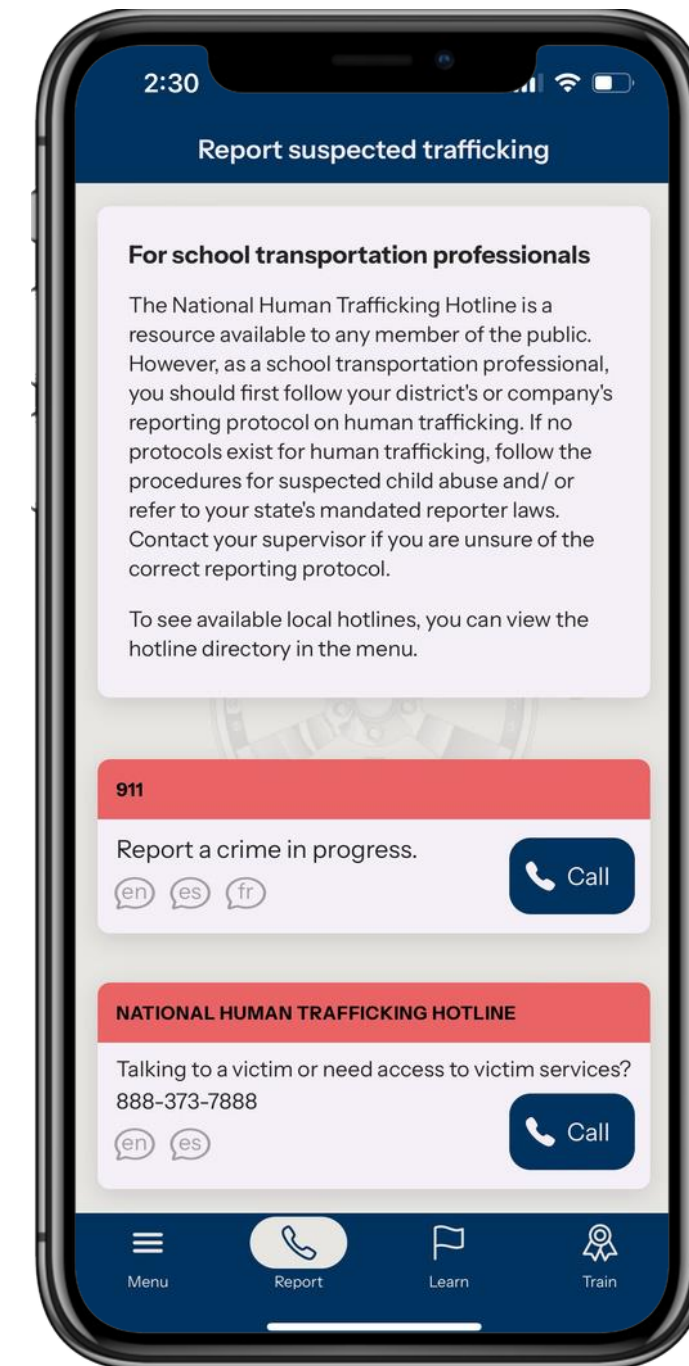 2:30
Report suspected trafficking
For school transportation professionals
The National Human Trafficking Hotline is a
resource available to any member of the public.
However, as a school transportation professional,
you should first follow your district's or company's
reporting protocol on human trafficking. If no
protocols exist for human trafficking, follow the
procedures for suspected child abuse and/ or
refer to your state's mandated reporter laws.
Contact your supervisor if you are unsure of the
correct reporting protocol.
To see available local hotlines, you can view the
hotline directory in the menu.
911
Report a crime in progress.
en es fr
Call
NATIONAL HUMAN TRAFFICKING HOTLINE
Talking to a victim or need access to victim services?
888-373-7888
en es
Call
Menu Report Learn Train